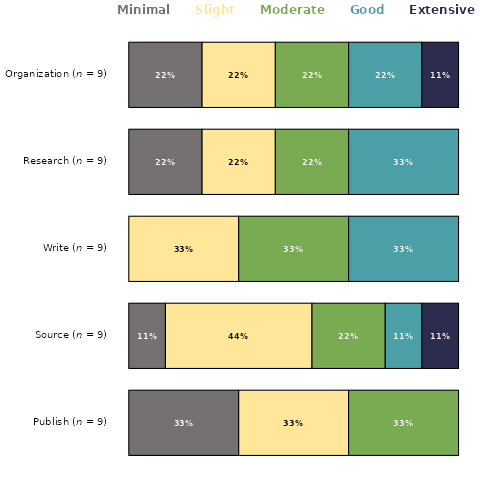 Minimal Slight Moderate Good Extensive
Organization (n = 9) 22% 22% 22% 22% 11%
Research (n = 9) 22% 22% 22% 33%
Write (n = 9) 33% 33% 33%
Source (n = 9) 11% 44% 22% 11% 11%
Publish (n = 9) 33% 33% 33%